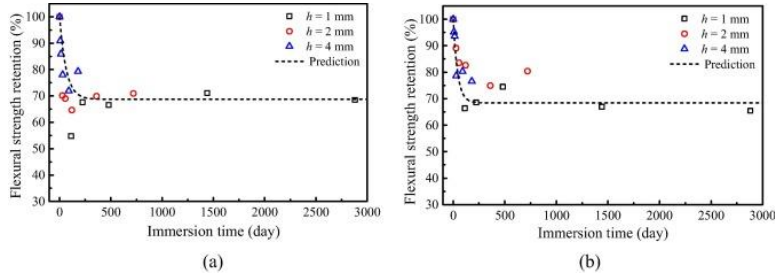 100
90
80
70
60
50
40
30
0 500 1000 1500 2000 2500 3000
Flexural strength retention (%)
Immersion time (day)
h = 1 mm
h = 2 mm
h = 4 mm
Prediction
(a)
100
90
80
70
60
50
40
30
0 500 1000 1500 2000 2500 3000
Flexural strength retention (%)
Immersion time (day)
h = 1 mm
h = 2 mm
h = 4 mm
Prediction
(b)